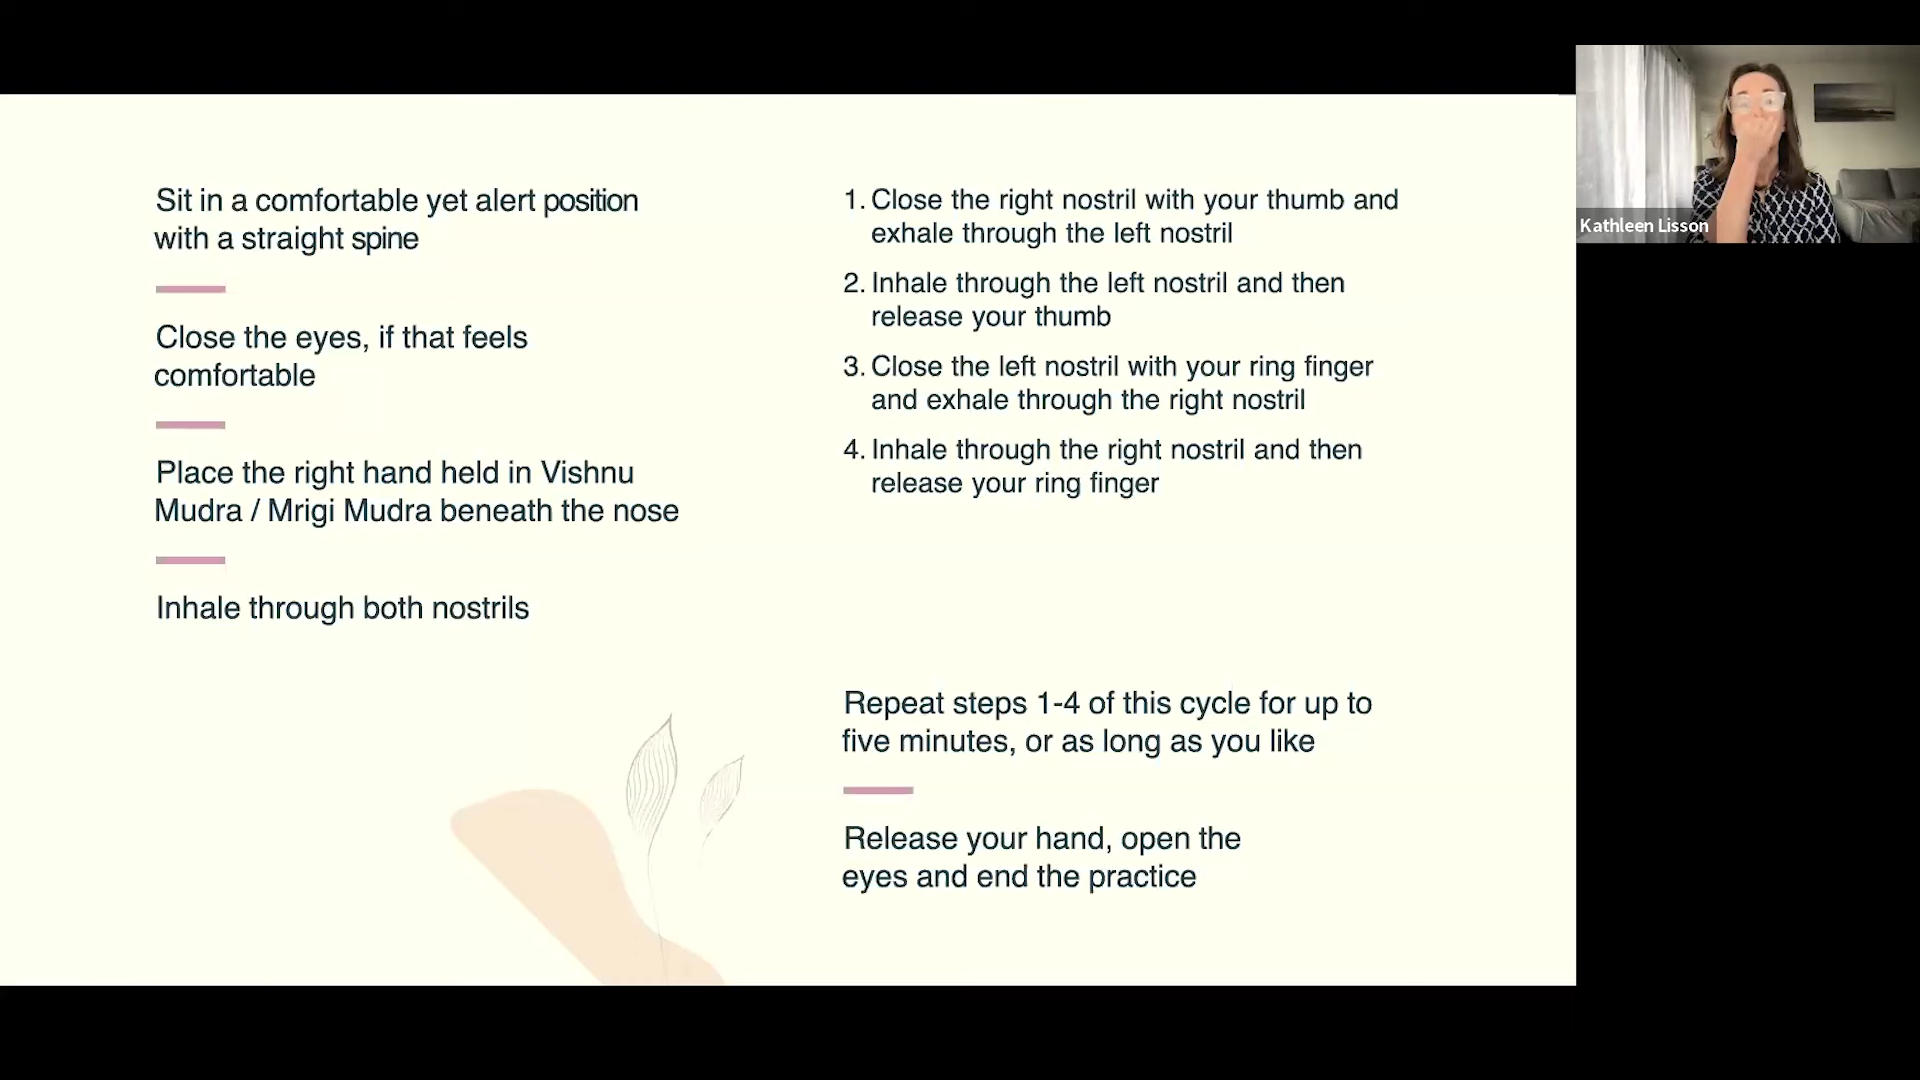 Sit in a comfortable yet alert position
with a straight spine
Close the eyes, if that feels
comfortable
Place the right hand held in Vishnu
Mudra / Mrigi Mudra beneath the nose
Inhale through both nostrils
1. Close the right nostril with your thumb and
exhale through the left nostril
2. Inhale through the left nostril and then
release your thumb
3. Close the left nostril with your ring finger
and exhale through the right nostril
4. Inhale through the right nostril and then
release your ring finger
Repeat steps 1-4 of this cycle for up to
five minutes, or as long as you like
Release your hand, open the
eyes and end the practice
Kathleen Lisson